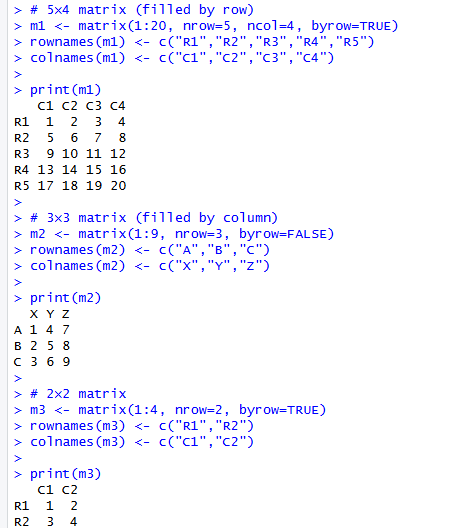 > # 5x4 matrix (filled by row)
> m1 <- matrix(1:20, nrow=5, ncol=4, byrow=TRUE)
> rownames(m1) <- c("R1","R2","R3","R4","R5")
> colnames(m1) <- c("C1","C2","C3","C4")
>
> print(m1)
   C1 C2 C3 C4
R1  1  2  3  4
R2  5  6  7  8
R3  9 10 11 12
R4 13 14 15 16
R5 17 18 19 20
>
> # 3x3 matrix (filled by column)
> m2 <- matrix(1:9, nrow=3, byrow=FALSE)
> rownames(m2) <- c("A","B","C")
> colnames(m2) <- c("X","Y","Z")
>
> print(m2)
  X Y Z
A 1 4 7
B 2 5 8
C 3 6 9
>
> # 2x2 matrix
> m3 <- matrix(1:4, nrow=2, byrow=TRUE)
> rownames(m3) <- c("R1","R2")
> colnames(m3) <- c("C1","C2")
>
> print(m3)
   C1 C2
R1  1  2
R2  3  4